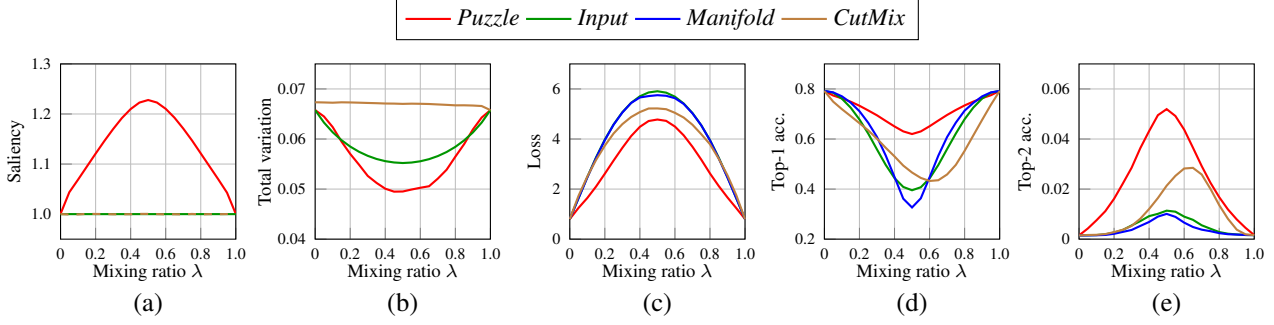 Puzzle Input Manifold CutMix
Saliency
1.3
1.2
1.1
1.0
0 0.2 0.4 0.6 0.8 1.0
Mixing ratio λ
(a)
Total variation
0.07
0.06
0.05
0.04
0 0.2 0.4 0.6 0.8 1.0
Mixing ratio λ
(b)
Loss
6
4
2
0
0 0.2 0.4 0.6 0.8 1.0
Mixing ratio λ
(c)
Top-1 acc.
0.8
0.6
0.4
0.2
0 0.2 0.4 0.6 0.8 1.0
Mixing ratio λ
(d)
Top-2 acc.
0.06
0.04
0.02
0
0 0.2 0.4 0.6 0.8 1.0
Mixing ratio λ
(e)